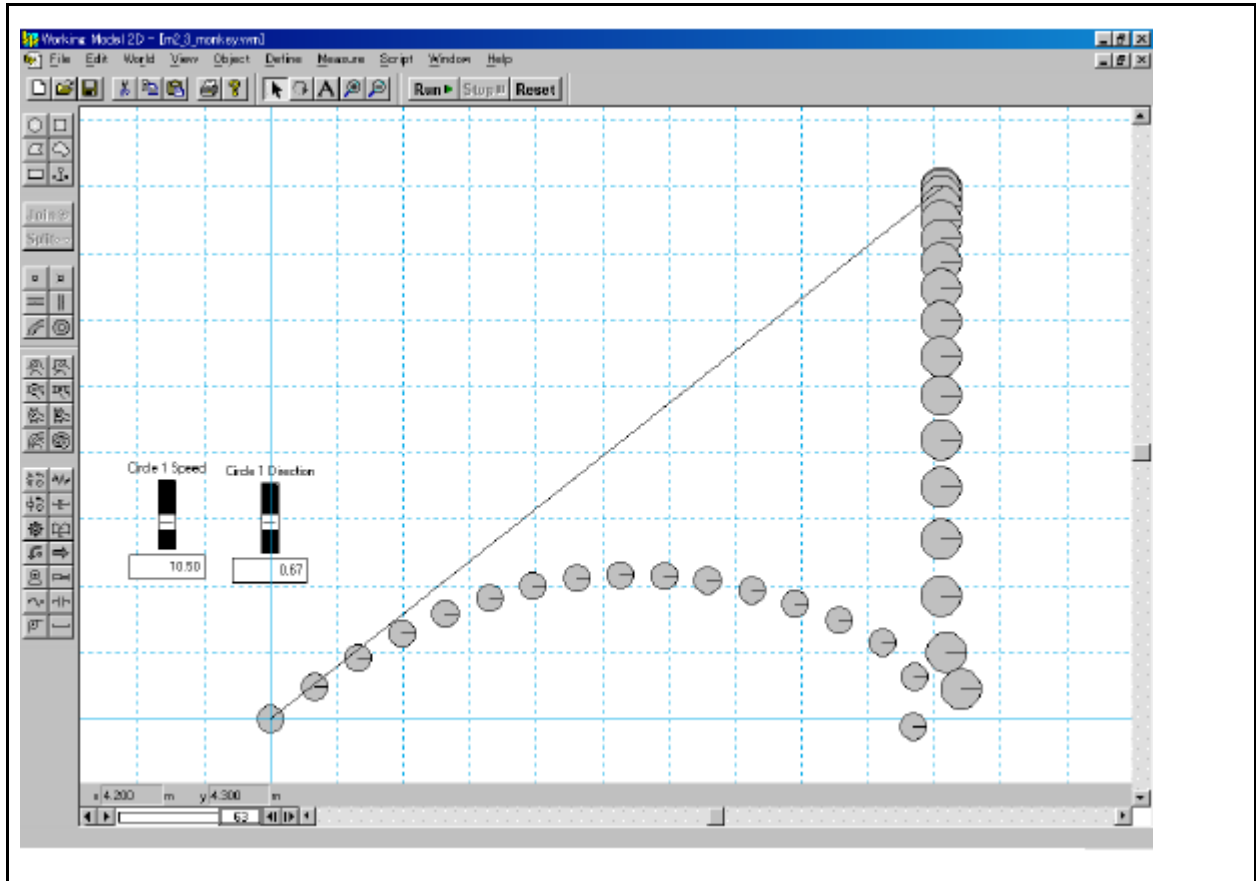 Working Model 2D - [m2_3_monkey.wm]
File Edit World View Object Define Measure Script Window Help
A Run Stop Reset
Join
Split
Circle 1 Speed Circle 1 Direction
10.50 0.67
x 4.200 m y 4.300 m
63